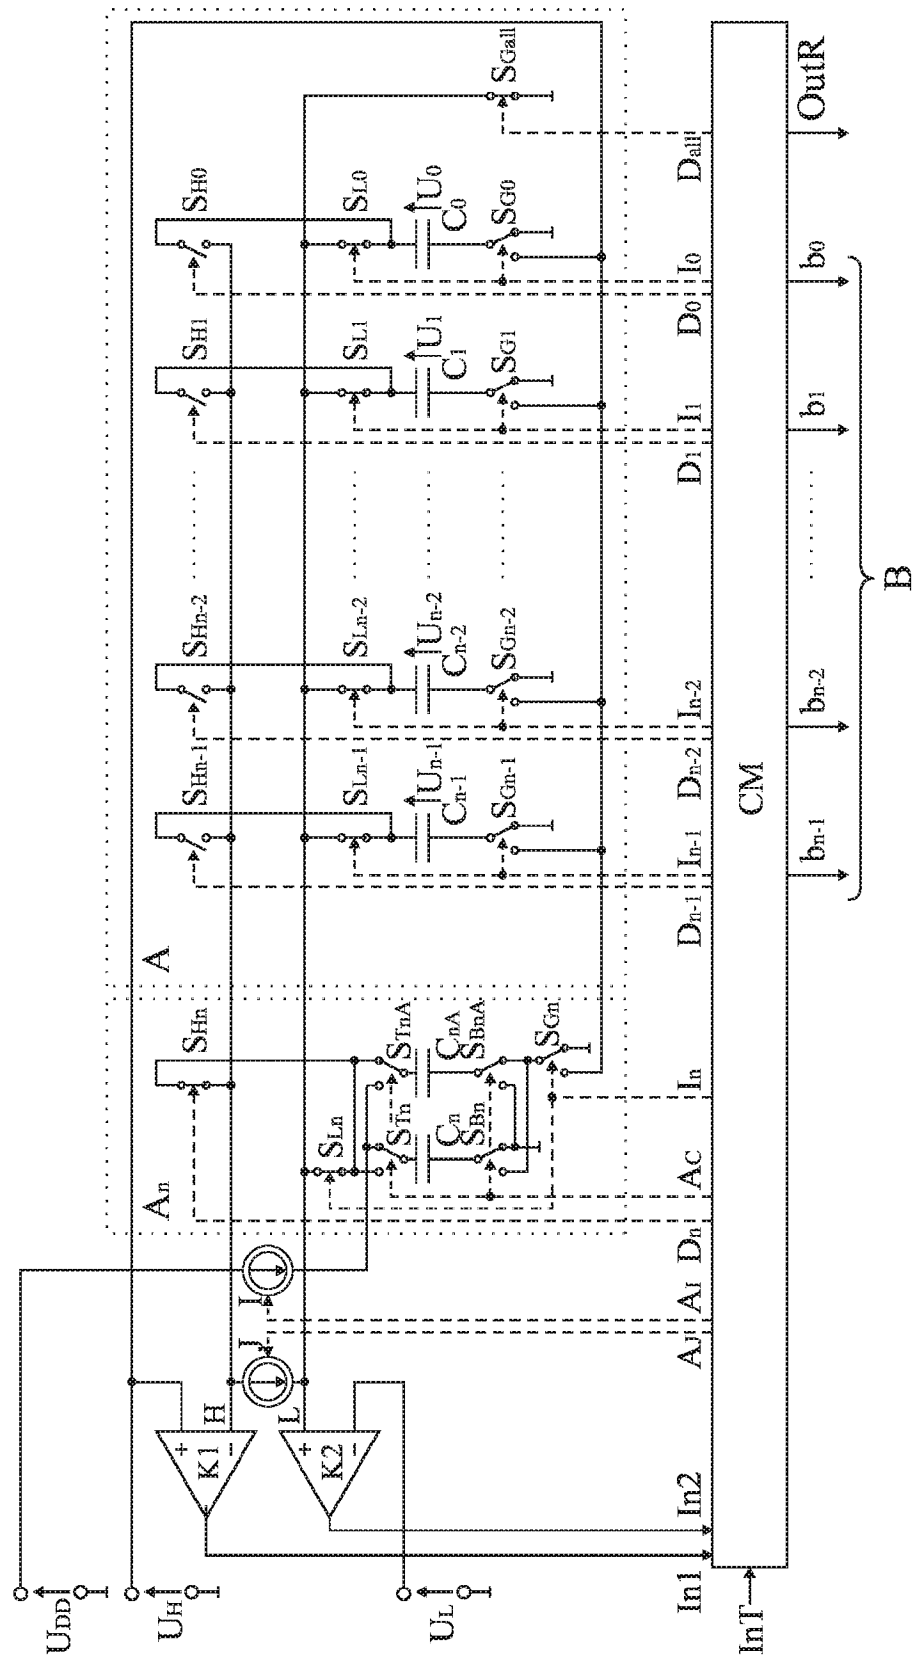 UDD
UH
An
A
SHn
SHn-1
SHn-2
SH1
SH0
+
K1
−
H
I
J
L
+
K2
−
SLn
SLn-1
SLn-2
SL1
SL0
STn
STnA
Un-1
Un-2
U1
U0
UL
Cn
CnA
Cn-1
Cn-2
C1
C0
SBn
SBnA
SGn-1
SGn-2
SG1
SG0
SGall
SGn
In1
In2
AJ
AI
Dn
AC
In
Dn-1
In-1
Dn-2
In-2
D1
I1
D0
I0
Dall
InT
CM
bn-1
bn-2
b1
b0
OutR
B